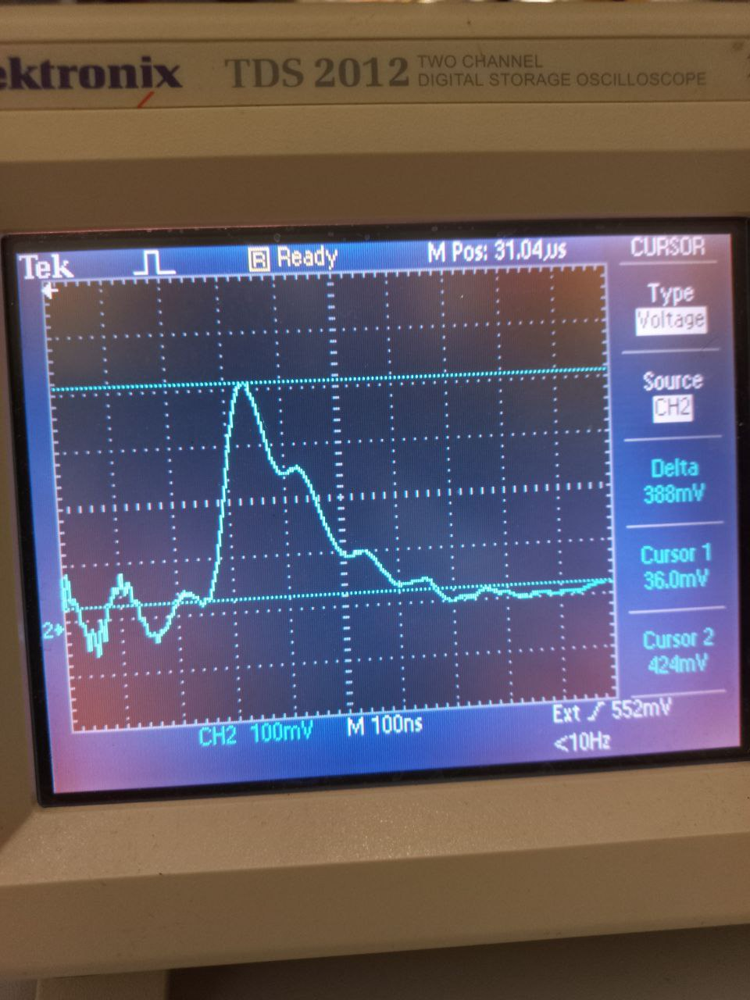 ektronix TDS 2012 TWO CHANNEL
DIGITAL STORAGE OSCILLOSCOPE
Tek R Ready M Pos: 31.04µs CURSOR
Type
Voltage
Source
CH2
Delta
388mV
Cursor 1
36.0mV
2
Cursor 2
424mV
CH2 100mV M 100ns Ext 552mV
<10Hz